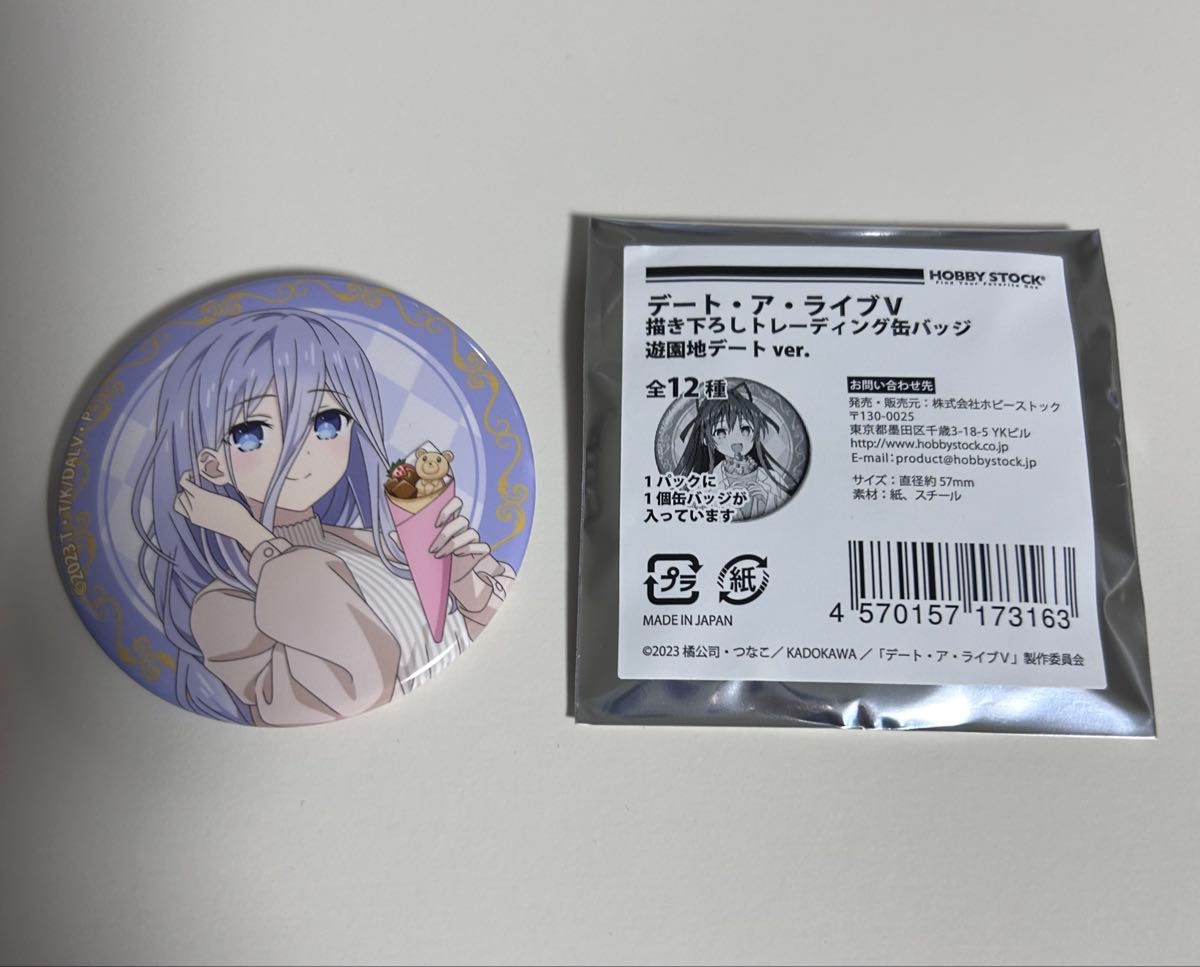 ©2023 T・T/K/DALV・P
HOBBY STOCK®
Find Your Favorite One
デート・ア・ライブⅤ
描き下ろしトレーディング缶バッジ
遊園地デート ver.
全12種
1パックに
1個缶バッジが
入っています
お問い合わせ先
発売・販売元：株式会社ホビーストック
〒130-0025
東京都墨田区千歳3-18-5 YKビル
http://www.hobbystock.co.jp
E-mail：product@hobbystock.jp
サイズ：直径約 57mm
素材：紙、スチール
プラ
紙
MADE IN JAPAN
4 570157 173163
©2023 橘公司・つなこ／KADOKAWA／「デート・ア・ライブⅤ」製作委員会